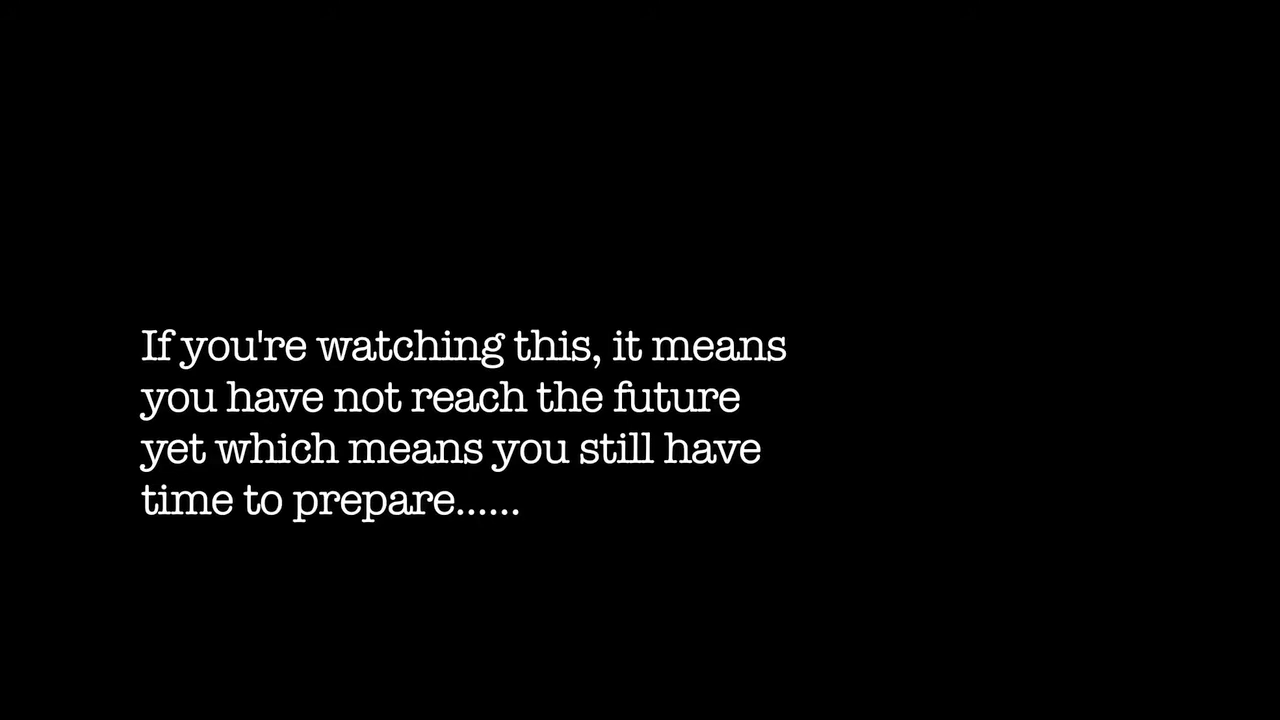 If you're watching this, it means
you have not reach the future
yet which means you still have
time to prepare......